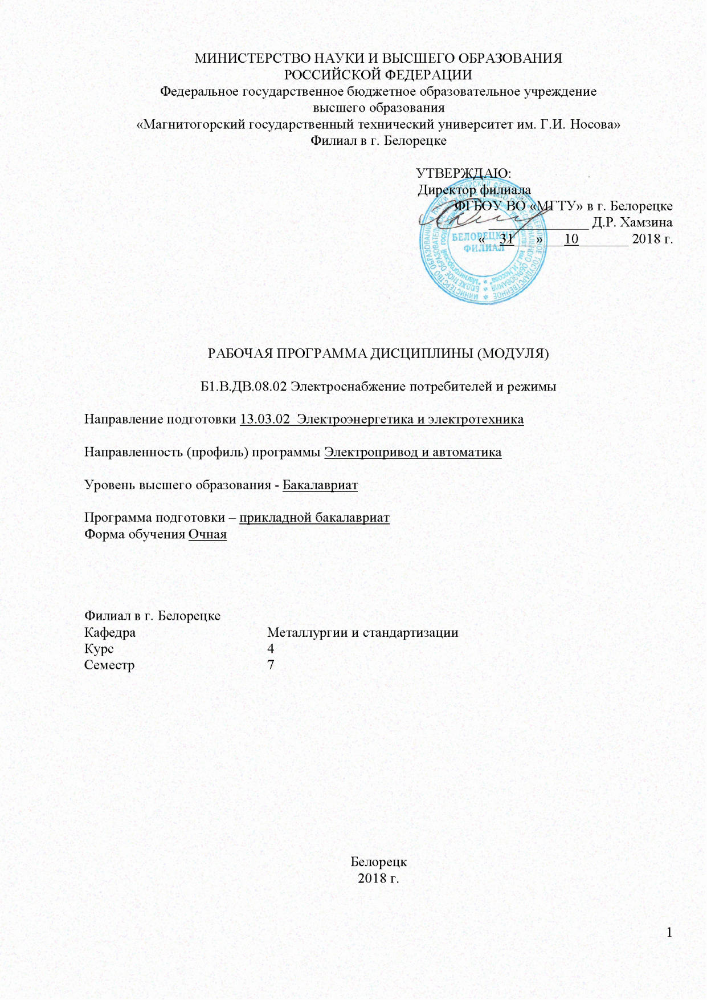 МИНИСТЕРСТВО НАУКИ И ВЫСШЕГО ОБРАЗОВАНИЯ
РОССИЙСКОЙ ФЕДЕРАЦИИ
Федеральное государственное бюджетное образовательное учреждение
высшего образования
«Магнитогорский государственный технический университет им. Г.И. Носова»
Филиал в г. Белорецке
УТВЕРЖДАЮ:
Директор филиала
ФГБОУ ВО «МГТУ» в г. Белорецке
________________ Д.Р. Хамзина
«__31___»___10_______ 2018 г.
БЕЛОРЕЦКИЙ
ФИЛИАЛ
РАБОЧАЯ ПРОГРАММА ДИСЦИПЛИНЫ (МОДУЛЯ)
Б1.В.ДВ.08.02 Электроснабжение потребителей и режимы
Направление подготовки 13.03.02 Электроэнергетика и электротехника
Направленность (профиль) программы Электропривод и автоматика
Уровень высшего образования - Бакалавриат
Программа подготовки – прикладной бакалавриат
Форма обучения Очная
Филиал в г. Белорецке
Кафедра Металлургии и стандартизации
Курс 4
Семестр 7
Белорецк
2018 г.
1